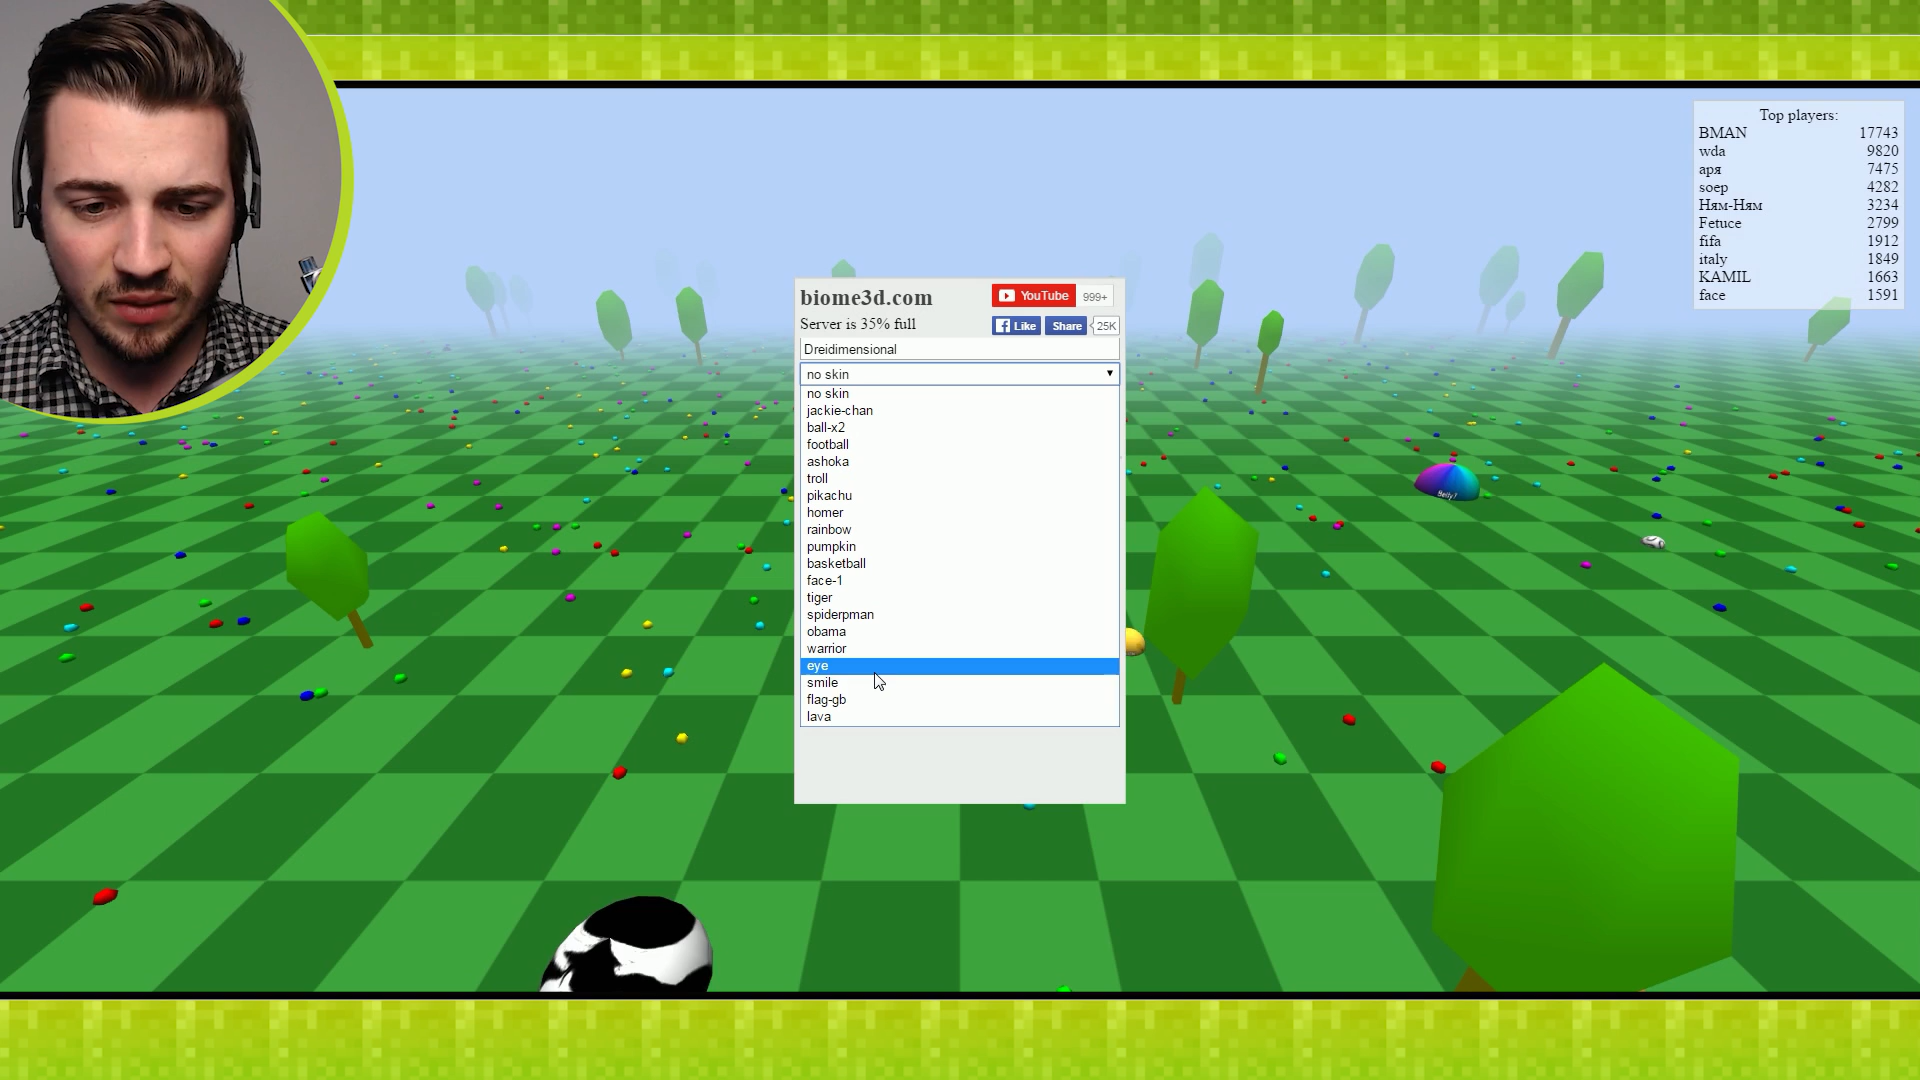 Top players:
BMAN 17743
wda 9820
аря 7475
soep 4282
Ням-Ням 3234
Fetuce 2799
fifa 1912
italy 1849
KAMIL 1663
face 1591
biome3d.com
YouTube 999+
Server is 35% full
Like Share 25K
Dreidimensional
no skin
no skin
jackie-chan
ball-x2
football
ashoka
troll
pikachu
homer
rainbow
pumpkin
basketball
face-1
tiger
spiderpman
obama
warrior
eye
smile
flag-gb
lava